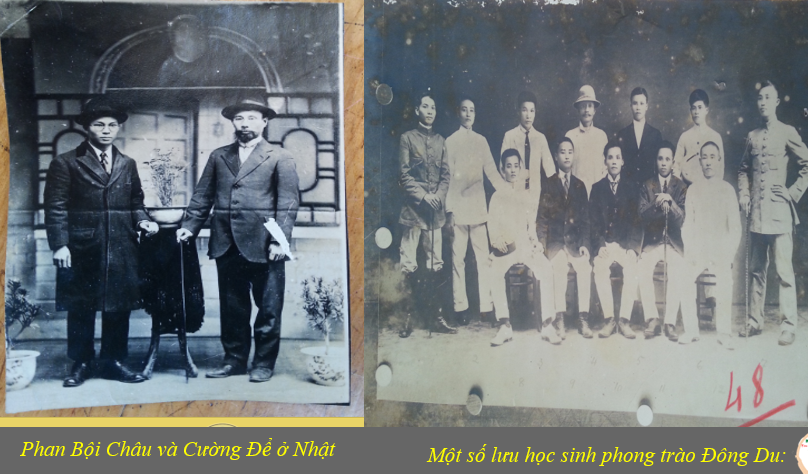 48
Phan Bội Châu và Cường Để ở Nhật
Một số lưu học sinh phong trào Đông Du: